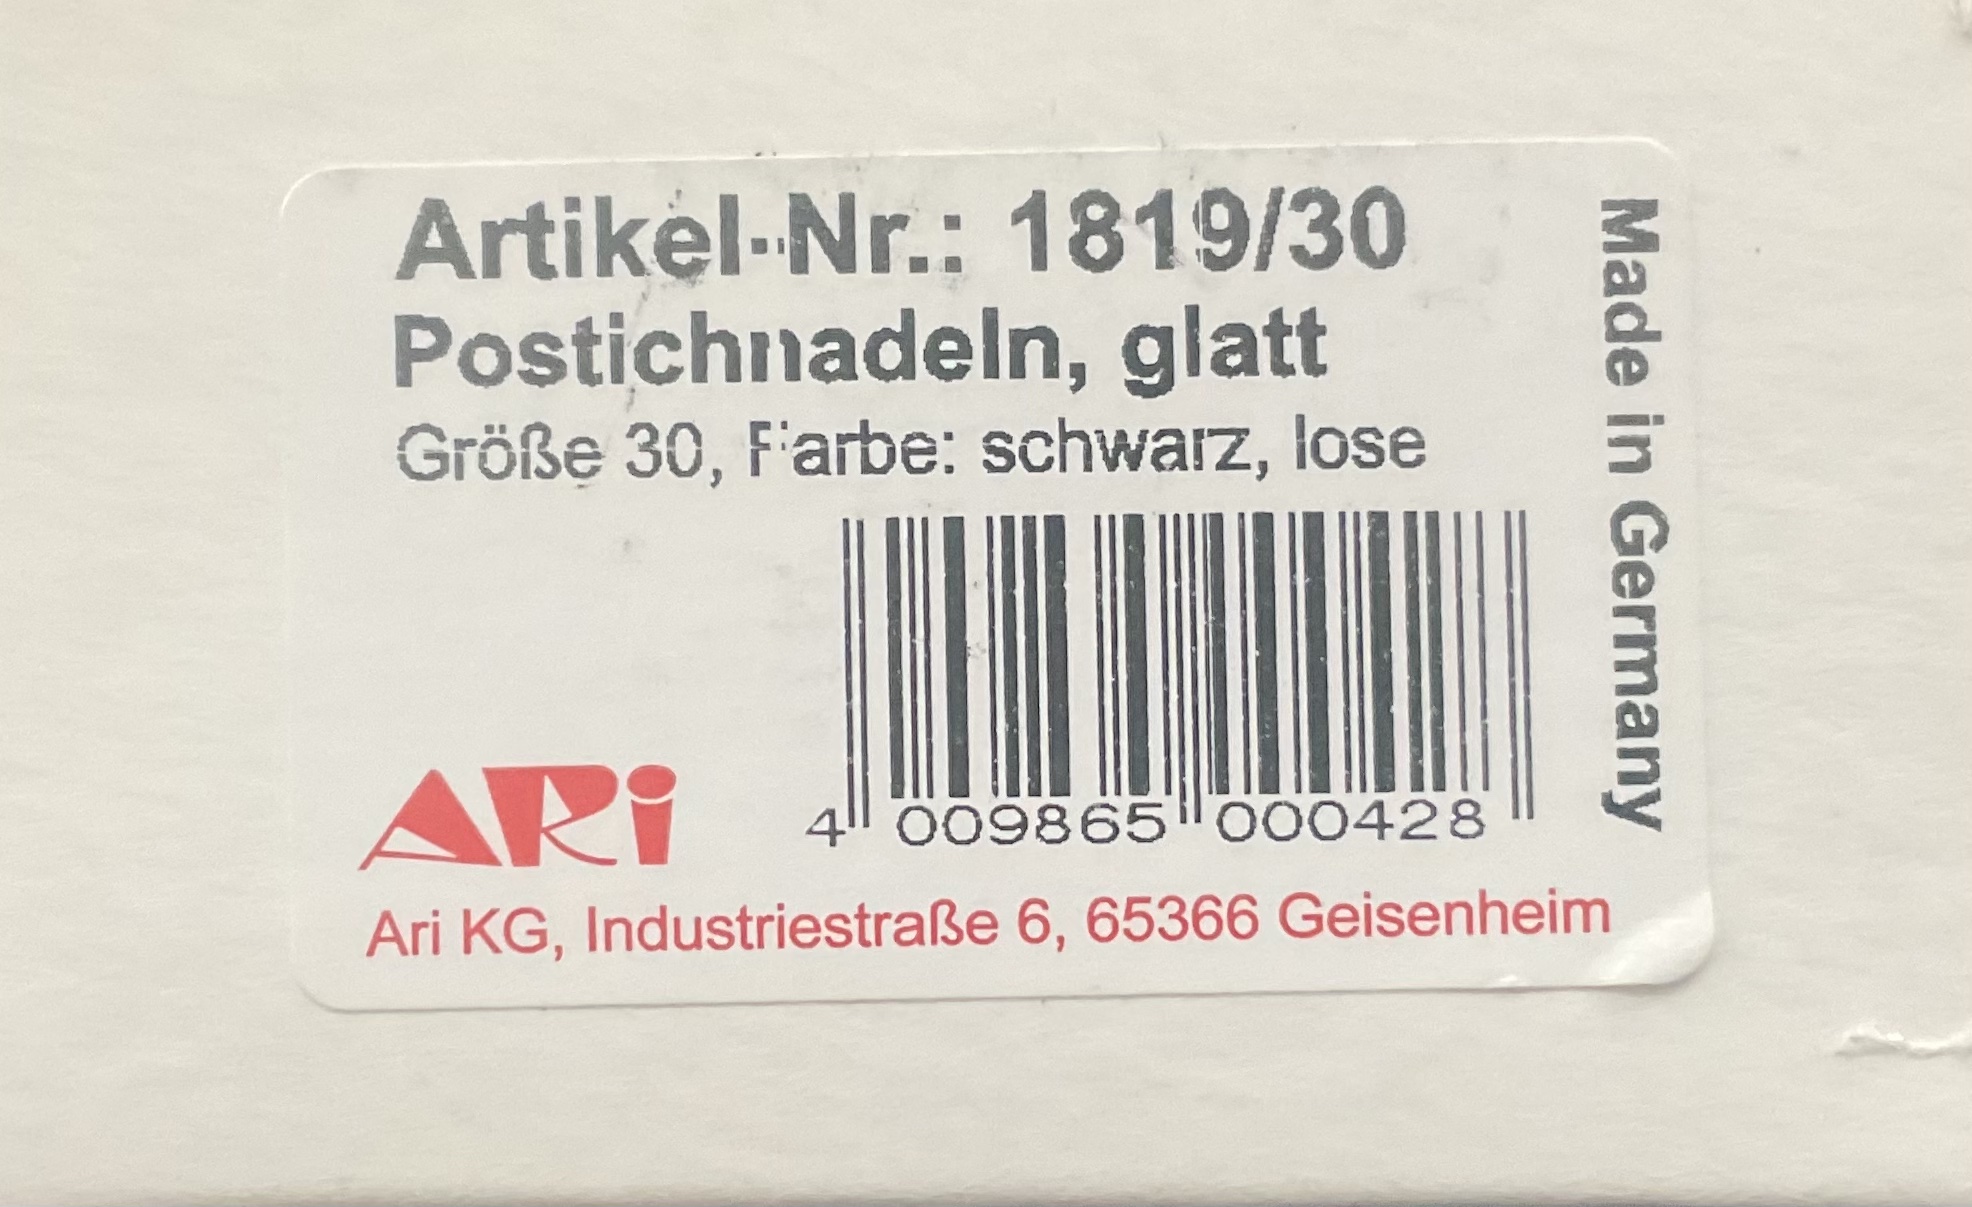 Artikel-Nr.: 1819/30
Postichnadeln, glatt
Größe 30, Farbe: schwarz, lose
Made in Germany
4 009865 000428
ARi
Ari KG, Industriestraße 6, 65366 Geisenheim